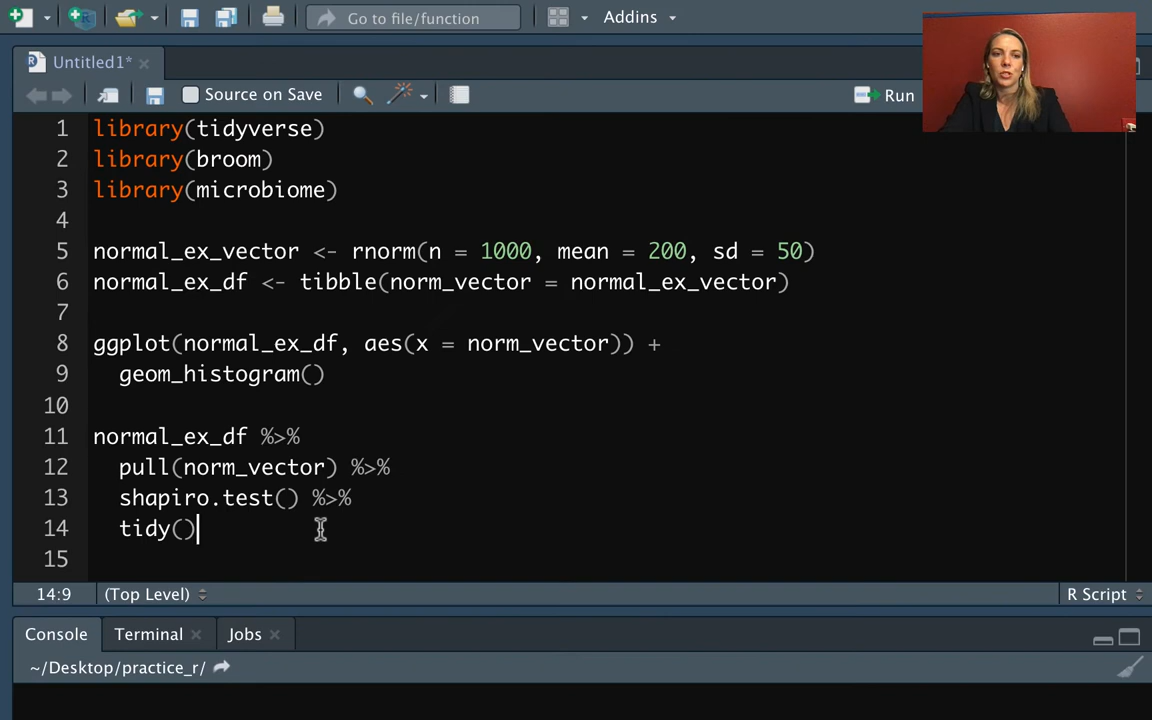 Go to file/function
Addins
Untitled1*
Source on Save
Run
1 library(tidyverse)
2 library(broom)
3 library(microbiome)
4
5 normal_ex_vector <- rnorm(n = 1000, mean = 200, sd = 50)
6 normal_ex_df <- tibble(norm_vector = normal_ex_vector)
7
8 ggplot(normal_ex_df, aes(x = norm_vector)) +
9 geom_histogram()
10
11 normal_ex_df %>%
12 pull(norm_vector) %>%
13 shapiro.test() %>%
14 tidy()
15
14:9 (Top Level) R Script
Console Terminal Jobs
~/Desktop/practice_r/